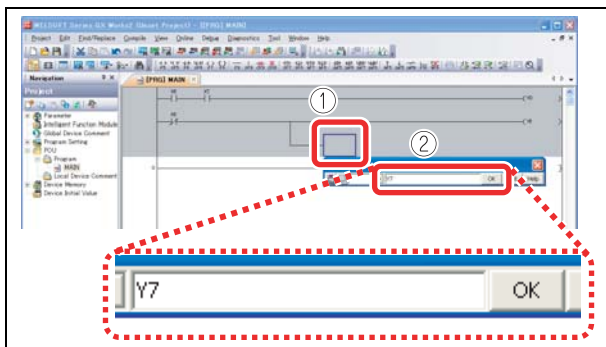 MELSOFT Series GX Works2 (Unset Project) - [[PRG] MAIN]
Project Edit Find/Replace Compile View Online Debug Diagnostics Tool Window Help
Navigation
[PRG] MAIN
Project
Parameter
Intelligent Function Module
Global Device Comment
Program Setting
POU
Program
MAIN
Local Device Comment
Device Memory
Device Initial Value
①
②
Y7
OK
Help
Y7
OK